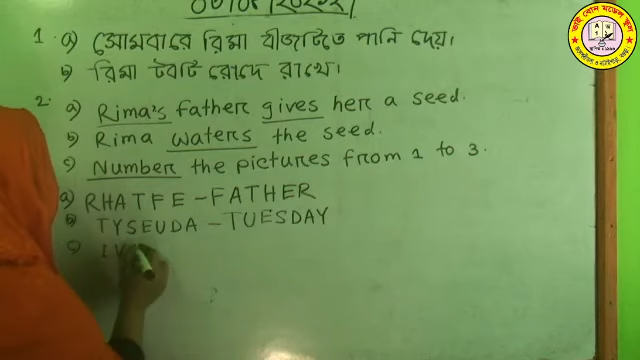 1. a) সোমবারে রিমা বীজটিতে পানি দেয়।
b) রিমা টবটি রোদে রাখে।
2. a) Rima's father gives her a seed.
b) Rima waters the seed.
c) Number the pictures from 1 to 3.
a) RHATFE – FATHER
b) TYSEUDA – TUESDAY
c) IV